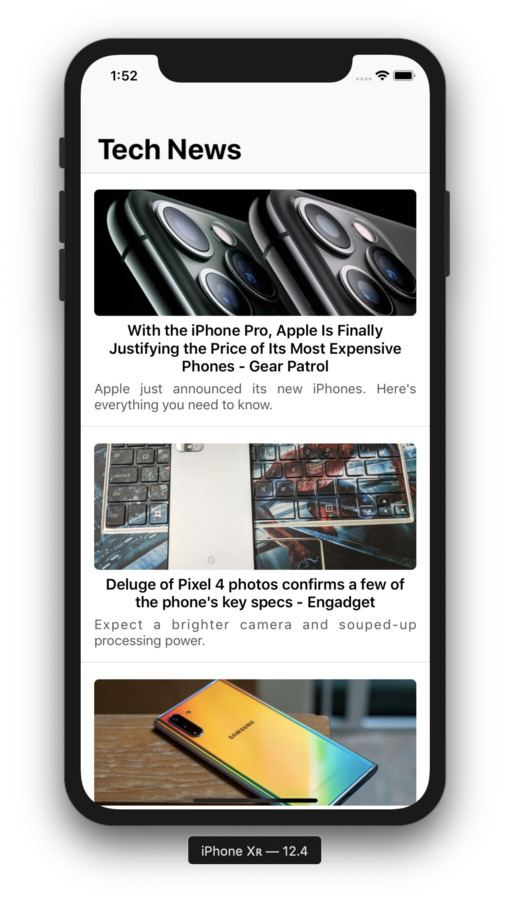 1:52
Tech News
With the iPhone Pro, Apple Is Finally
Justifying the Price of Its Most Expensive
Phones - Gear Patrol
Apple just announced its new iPhones. Here's
everything you need to know.
Deluge of Pixel 4 photos confirms a few of
the phone's key specs - Engadget
Expect a brighter camera and souped-up
processing power.
SAMSUNG
iPhone Xʀ — 12.4